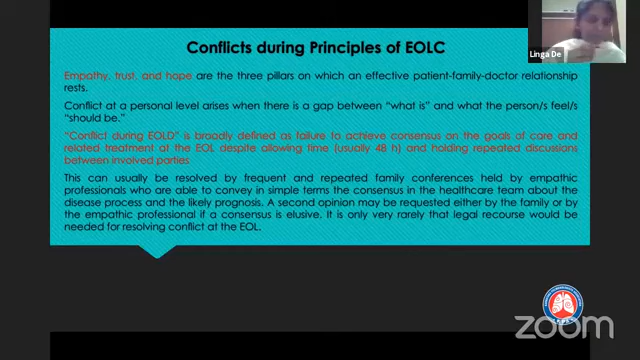 Conflicts during Principles of EOLC
Linga De
Empathy, trust, and hope are the three pillars on which an effective patient-family-doctor relationship
rests.
Conflict at a personal level arises when there is a gap between "what is" and what the person/s feel/s
"should be."
"Conflict during EOLD" is broadly defined as failure to achieve consensus on the goals of care and
related treatment at the EOL despite allowing time (usually 48 h) and holding repeated discussions
between involved parties
This can usually be resolved by frequent and repeated family conferences held by empathic
professionals who are able to convey in simple terms the consensus in the healthcare team about the
disease process and the likely prognosis. A second opinion may be requested either by the family or by
the empathic professional if a consensus is elusive. It is only very rarely that legal recourse would be
needed for resolving conflict at the EOL.
zoom